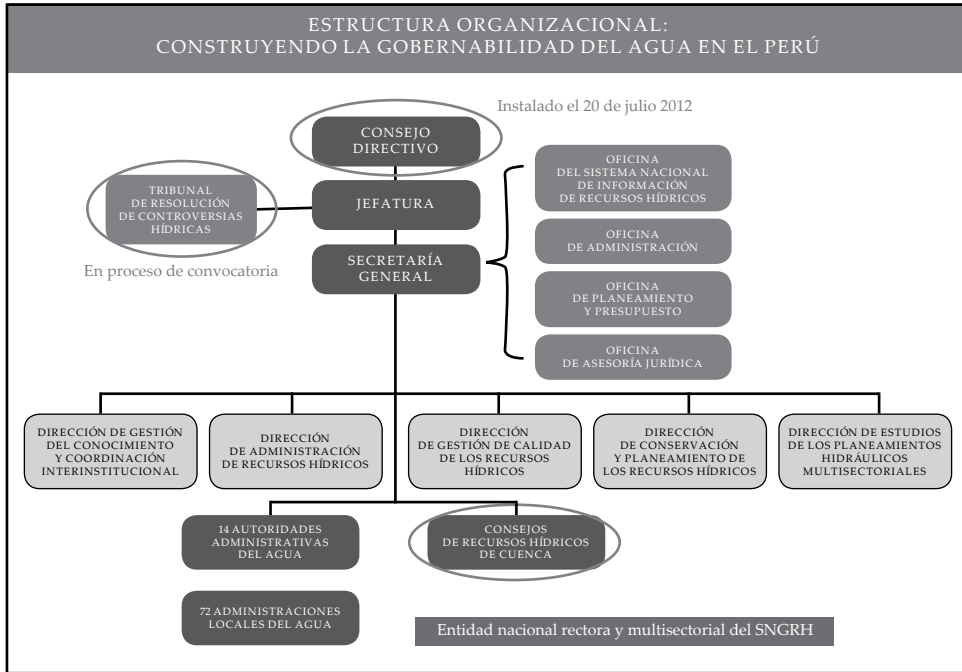 ESTRUCTURA ORGANIZACIONAL:
CONSTRUYENDO LA GOBERNABILIDAD DEL AGUA EN EL PERÚ
Instalado el 20 de julio 2012
CONSEJO
DIRECTIVO
TRIBUNAL
DE RESOLUCIÓN
DE CONTROVERSIAS
HÍDRICAS
En proceso de convocatoria
JEFATURA
SECRETARÍA
GENERAL
OFICINA
DEL SISTEMA NACIONAL
DE INFORMACIÓN
DE RECURSOS HÍDRICOS
OFICINA
DE ADMINISTRACIÓN
OFICINA
DE PLANEAMIENTO
Y PRESUPUESTO
OFICINA
DE ASESORÍA JURÍDICA
DIRECCIÓN DE GESTIÓN
DEL CONOCIMIENTO
Y COORDINACIÓN
INTERINSTITUCIONAL
DIRECCIÓN
DE ADMINISTRACIÓN
DE RECURSOS HÍDRICOS
DIRECCIÓN
DE GESTIÓN DE CALIDAD
DE LOS RECURSOS
HÍDRICOS
DIRECCIÓN
DE CONSERVACIÓN
Y PLANEAMIENTO DE
LOS RECURSOS HÍDRICOS
DIRECCIÓN DE ESTUDIOS
DE LOS PLANEAMIENTOS
HIDRÁULICOS
MULTISECTORIALES
14 AUTORIDADES
ADMINISTRATIVAS
DEL AGUA
CONSEJOS
DE RECURSOS HÍDRICOS
DE CUENCA
72 ADMINISTRACIONES
LOCALES DEL AGUA
Entidad nacional rectora y multisectorial del SNGRH